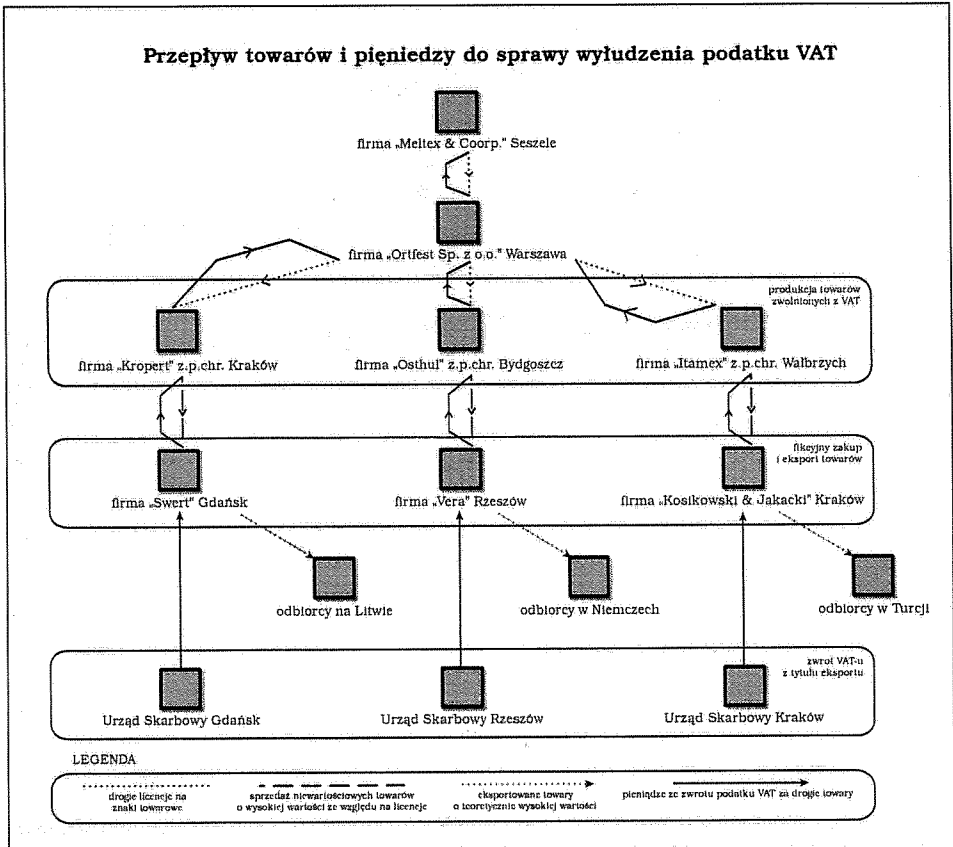 Przepływ towarów i pieniędzy do sprawy wyłudzenia podatku VAT
firma „Meltex & Coorp." Seszele
firma „Ortfest Sp. z o.o." Warszawa
produkcja towarów
zwolnionych z VAT
firma „Kropert" z.p.chr. Kraków
firma „Osthul" z.p.chr. Bydgoszcz
firma „Itamex" z.p.chr. Wałbrzych
fikcyjny zakup
i eksport towarów
firma „Swert" Gdańsk
firma „Vera" Rzeszów
firma „Kosikowski & Jakacki" Kraków
odbiorcy na Litwie
odbiorcy w Niemczech
odbiorcy w Turcji
zwrot VAT-u
z tytułu eksportu
Urząd Skarbowy Gdańsk
Urząd Skarbowy Rzeszów
Urząd Skarbowy Kraków
LEGENDA
drogie licencje na
znaki towarowe
sprzedaż niewartościowych towarów
o wysokiej wartości ze względu na licencje
eksportowane towary
o teoretycznie wysokiej wartości
pieniądze ze zwrotu podatku VAT za drogie towary